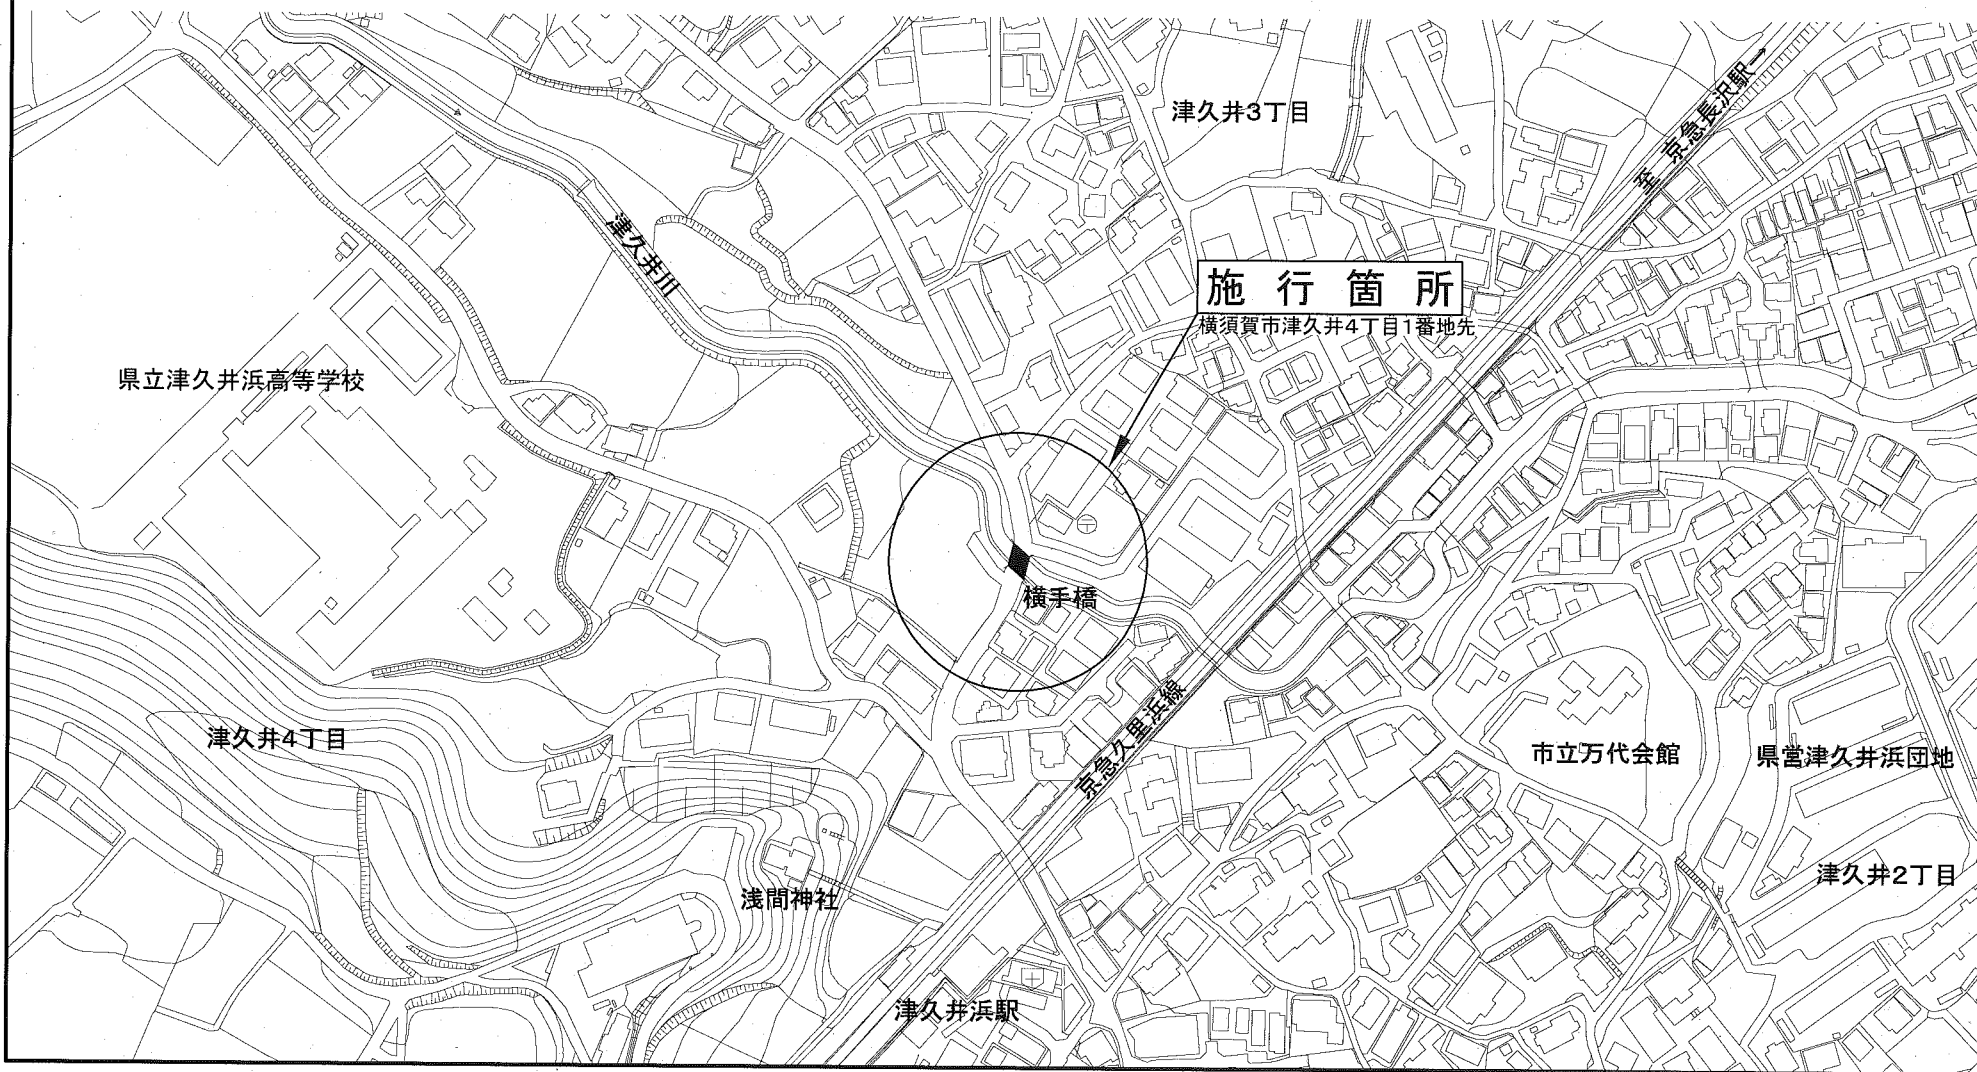 津久井3丁目
至 京急長沢駅→
津久井川
施行箇所
横須賀市津久井4丁目1番地先
県立津久井浜高等学校
横手橋
津久井4丁目
京急久里浜線
市立万代会館
県営津久井浜団地
津久井2丁目
浅間神社
津久井浜駅